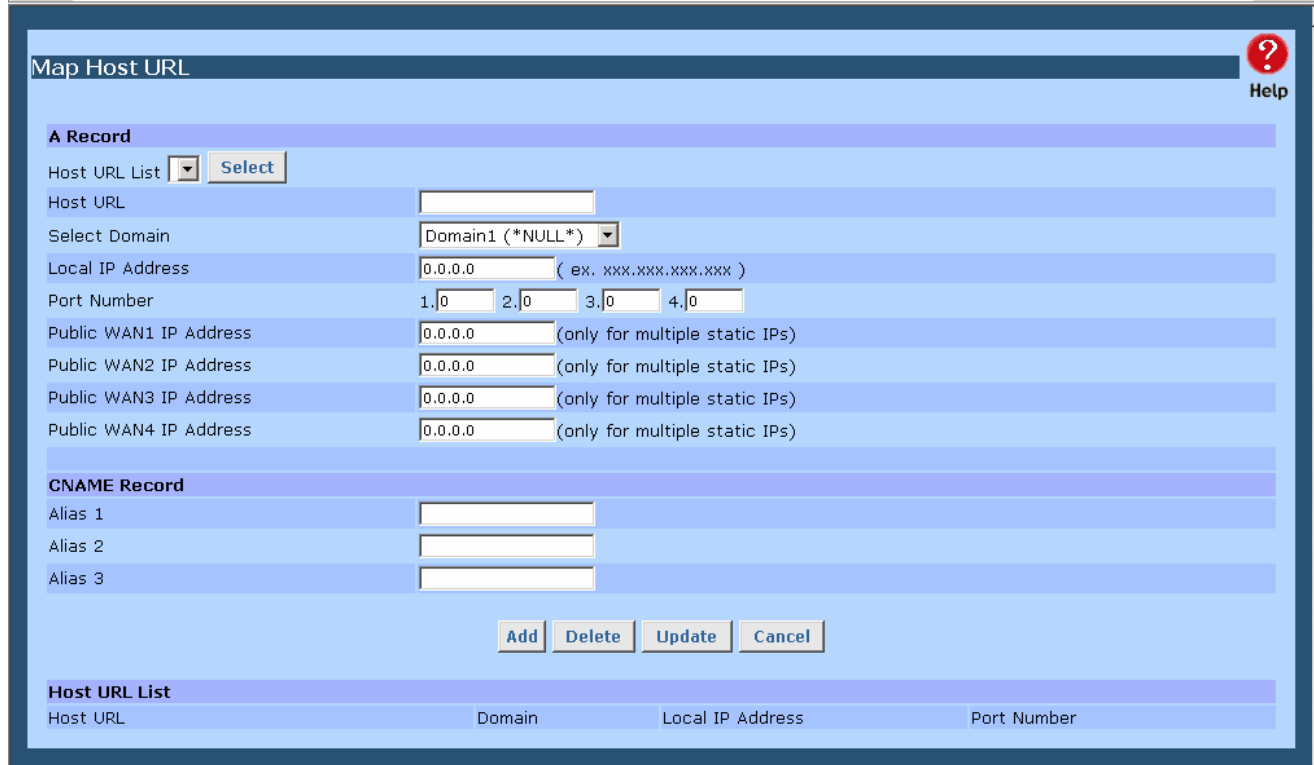 Map Host URL
?
Help
A Record
Host URL List Select
Host URL
Select Domain Domain1 (*NULL*)
Local IP Address 0.0.0.0 ( ex. xxx.xxx.xxx.xxx )
Port Number 1. 0 2. 0 3. 0 4. 0
Public WAN1 IP Address 0.0.0.0 (only for multiple static IPs)
Public WAN2 IP Address 0.0.0.0 (only for multiple static IPs)
Public WAN3 IP Address 0.0.0.0 (only for multiple static IPs)
Public WAN4 IP Address 0.0.0.0 (only for multiple static IPs)
CNAME Record
Alias 1
Alias 2
Alias 3
Add Delete Update Cancel
Host URL List
Host URL Domain Local IP Address Port Number